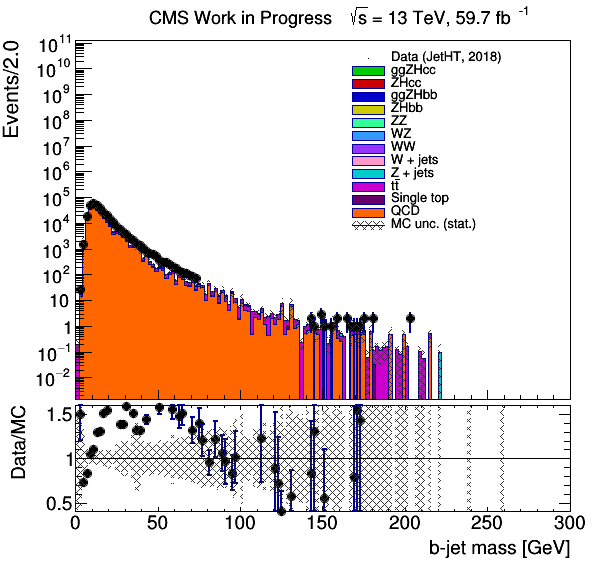 CMS Work in Progress √s = 13 TeV, 59.7 fb⁻¹
Events/2.0
10¹¹
10¹⁰
10⁹
10⁸
10⁷
10⁶
10⁵
10⁴
10³
10²
10
1
10⁻¹
10⁻²
Data (JetHT, 2018)
ggZHcc
ZHcc
ggZHbb
ZHbb
ZZ
WZ
WW
W + jets
Z + jets
tt̄
Single top
QCD
MC unc. (stat.)
Data/MC
1.5
1
0.5
0 50 100 150 200 250 300
b-jet mass [GeV]